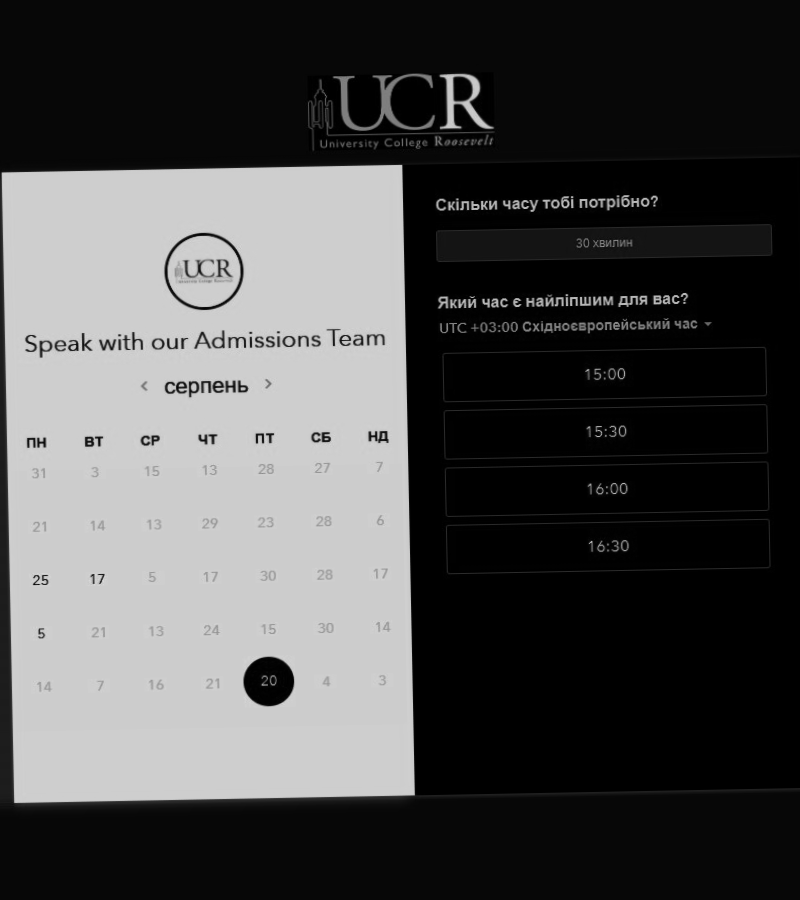 UCR
University College Roosevelt
UCR
University College Roosevelt
Speak with our Admissions Team
серпень
ПН ВТ СР ЧТ ПТ СБ НД
31 3 15 13 28 27 7
21 14 13 29 23 28 6
25 17 5 17 30 28 17
5 21 13 24 15 30 14
14 7 16 21 20 4 3
Скільки часу тобі потрібно?
30 хвилин
Який час є найліпшим для вас?
UTC +03:00 Східноєвропейський час
15:00
15:30
16:00
16:30